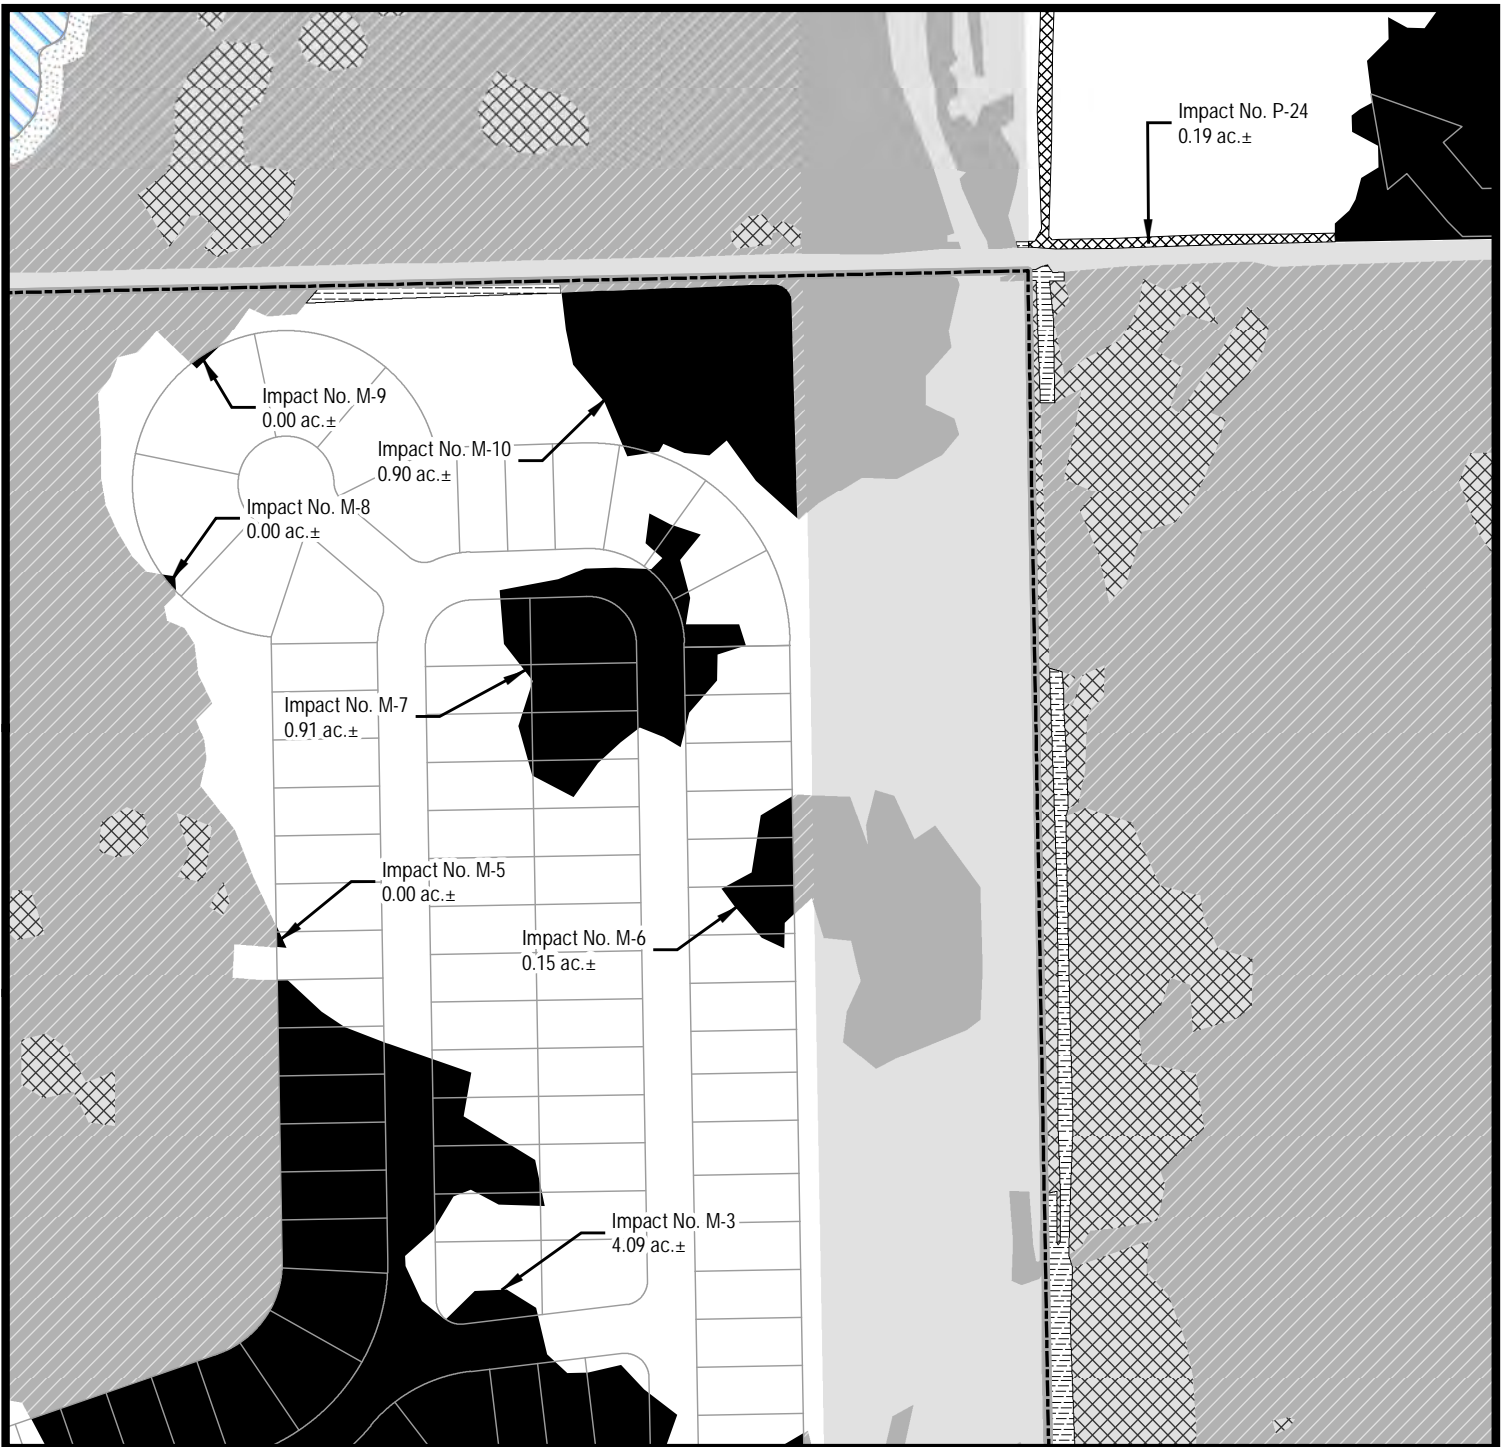 Impact No. P-24
0.19 ac.±
Impact No. M-9
0.00 ac.±
Impact No. M-10
0.90 ac.±
Impact No. M-8
0.00 ac.±
Impact No. M-7
0.91 ac.±
Impact No. M-5
0.00 ac.±
Impact No. M-6
0.15 ac.±
Impact No. M-3
4.09 ac.±